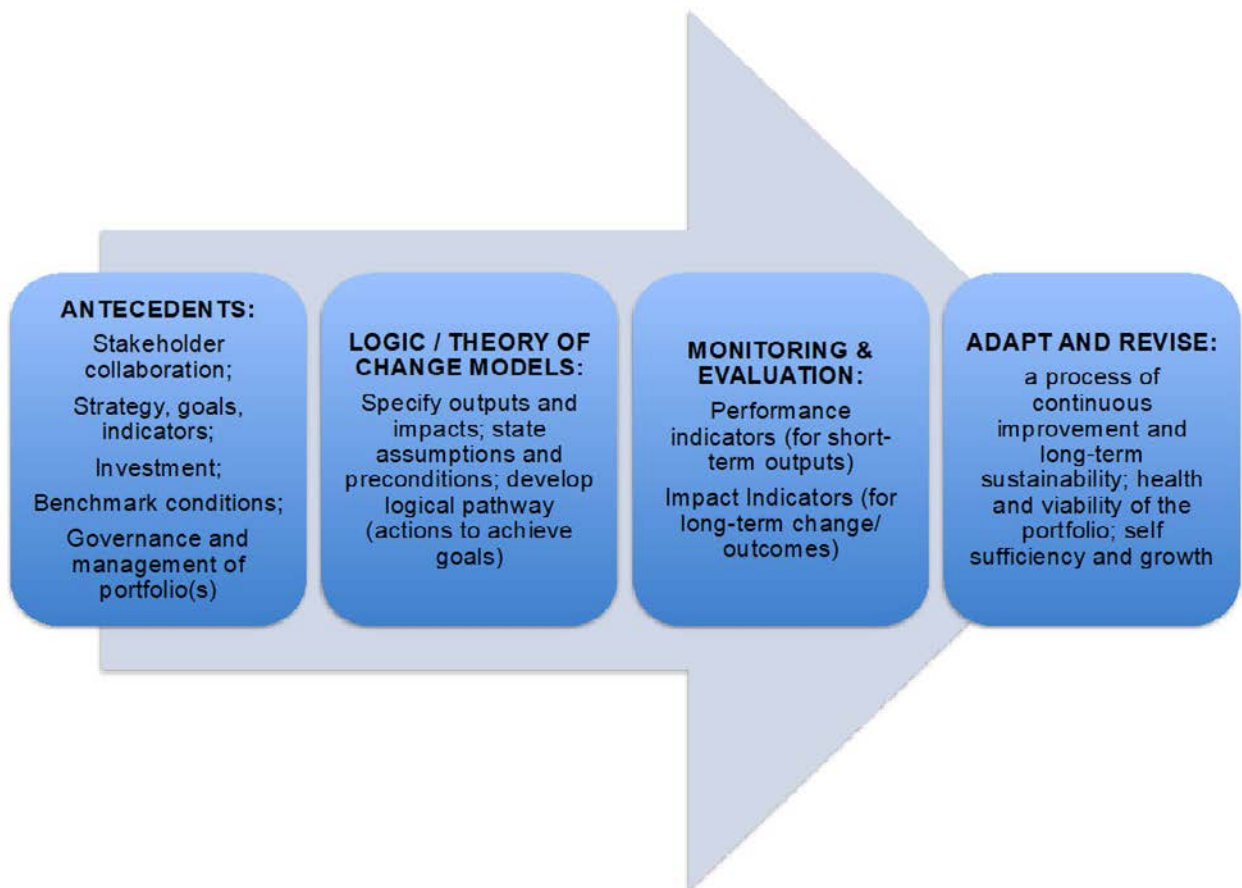 ANTECEDENTS:
Stakeholder
collaboration;
Strategy, goals,
indicators;
Investment;
Benchmark conditions;
Governance and
management of
portfolio(s)
LOGIC / THEORY OF
CHANGE MODELS:
Specify outputs and
impacts; state
assumptions and
preconditions; develop
logical pathway
(actions to achieve
goals)
MONITORING &
EVALUATION:
Performance
indicators (for short-
term outputs)
Impact Indicators (for
long-term change/
outcomes)
ADAPT AND REVISE:
a process of
continuous
improvement and
long-term
sustainability; health
and viability of the
portfolio; self
sufficiency and growth